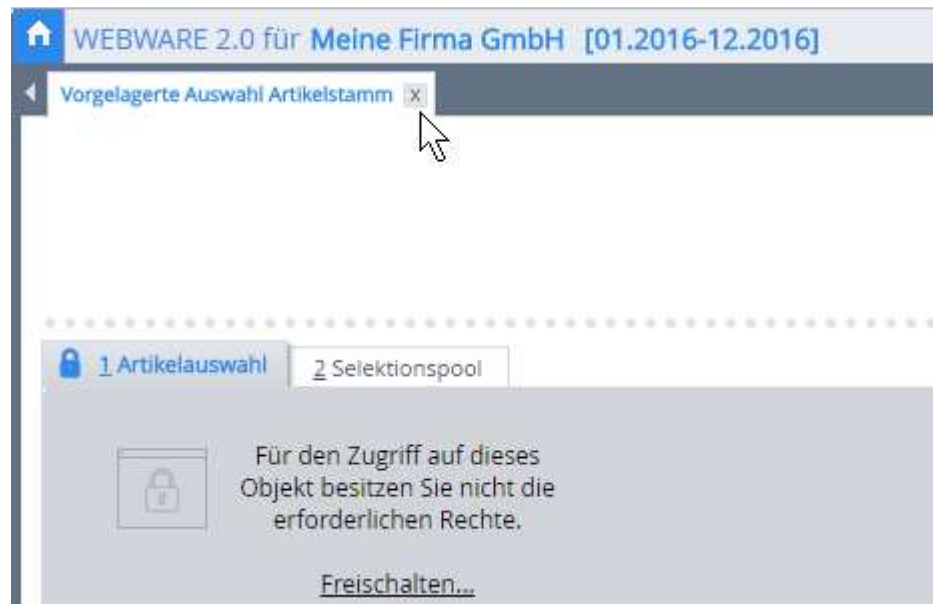 WEBWARE 2.0 für Meine Firma GmbH [01.2016-12.2016]
Vorgelagerte Auswahl Artikelstamm x
1 Artikelauswahl 2 Selektionspool
Für den Zugriff auf dieses
Objekt besitzen Sie nicht die
erforderlichen Rechte.
Freischalten...